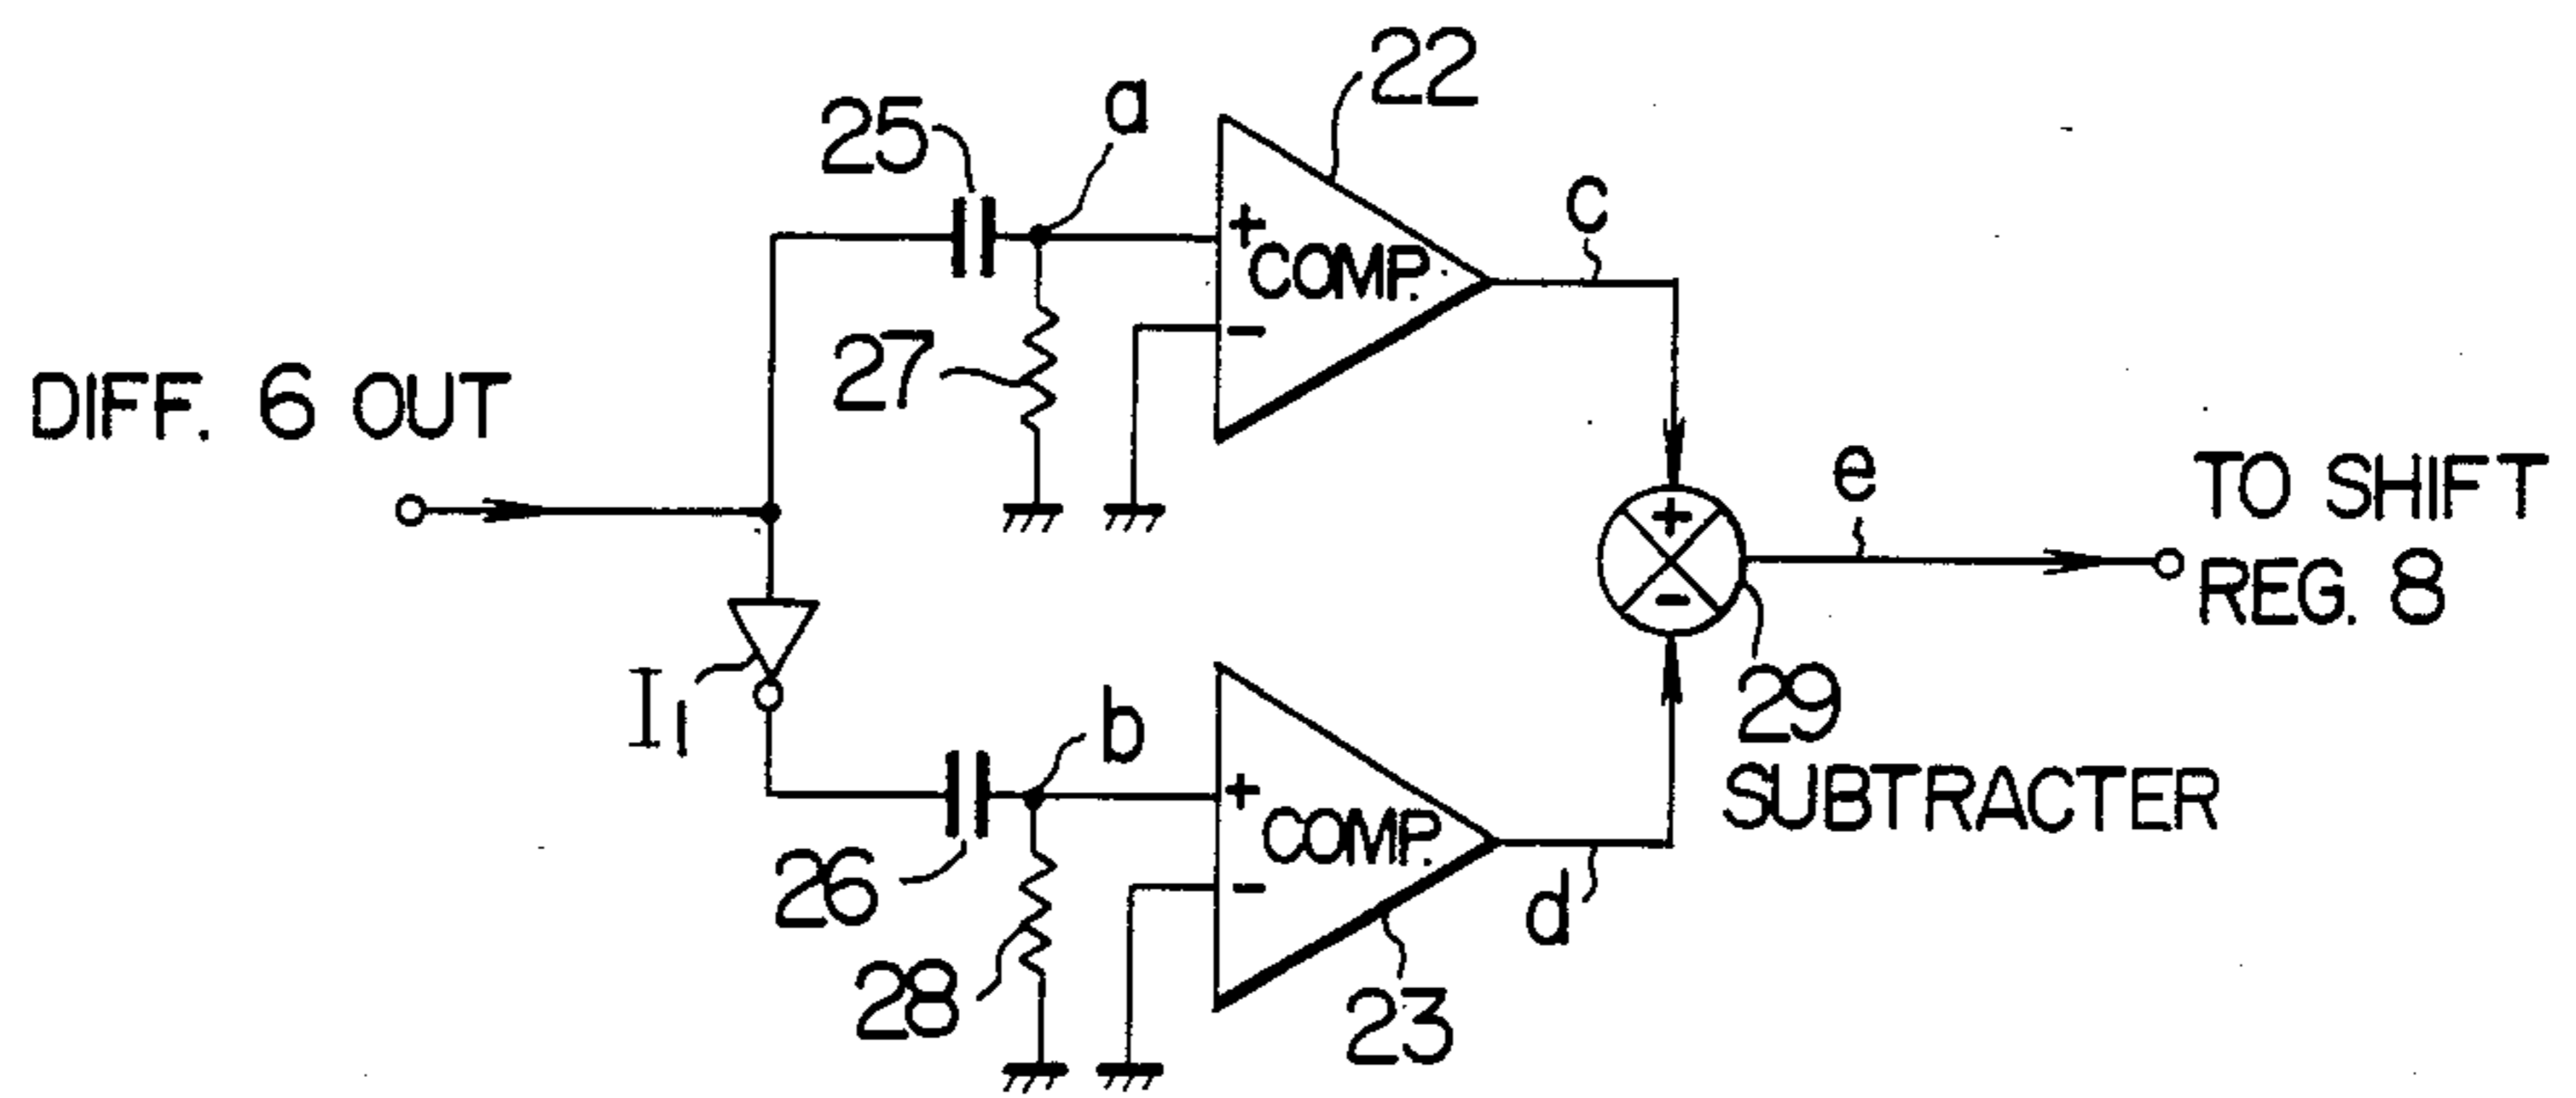 22
25
a
+
COMP.
-
c
27
DIFF. 6 OUT
+
-
e
TO SHIFT
REG. 8
29
SUBTRACTER
I1
b
+
COMP.
-
26
d
28
23